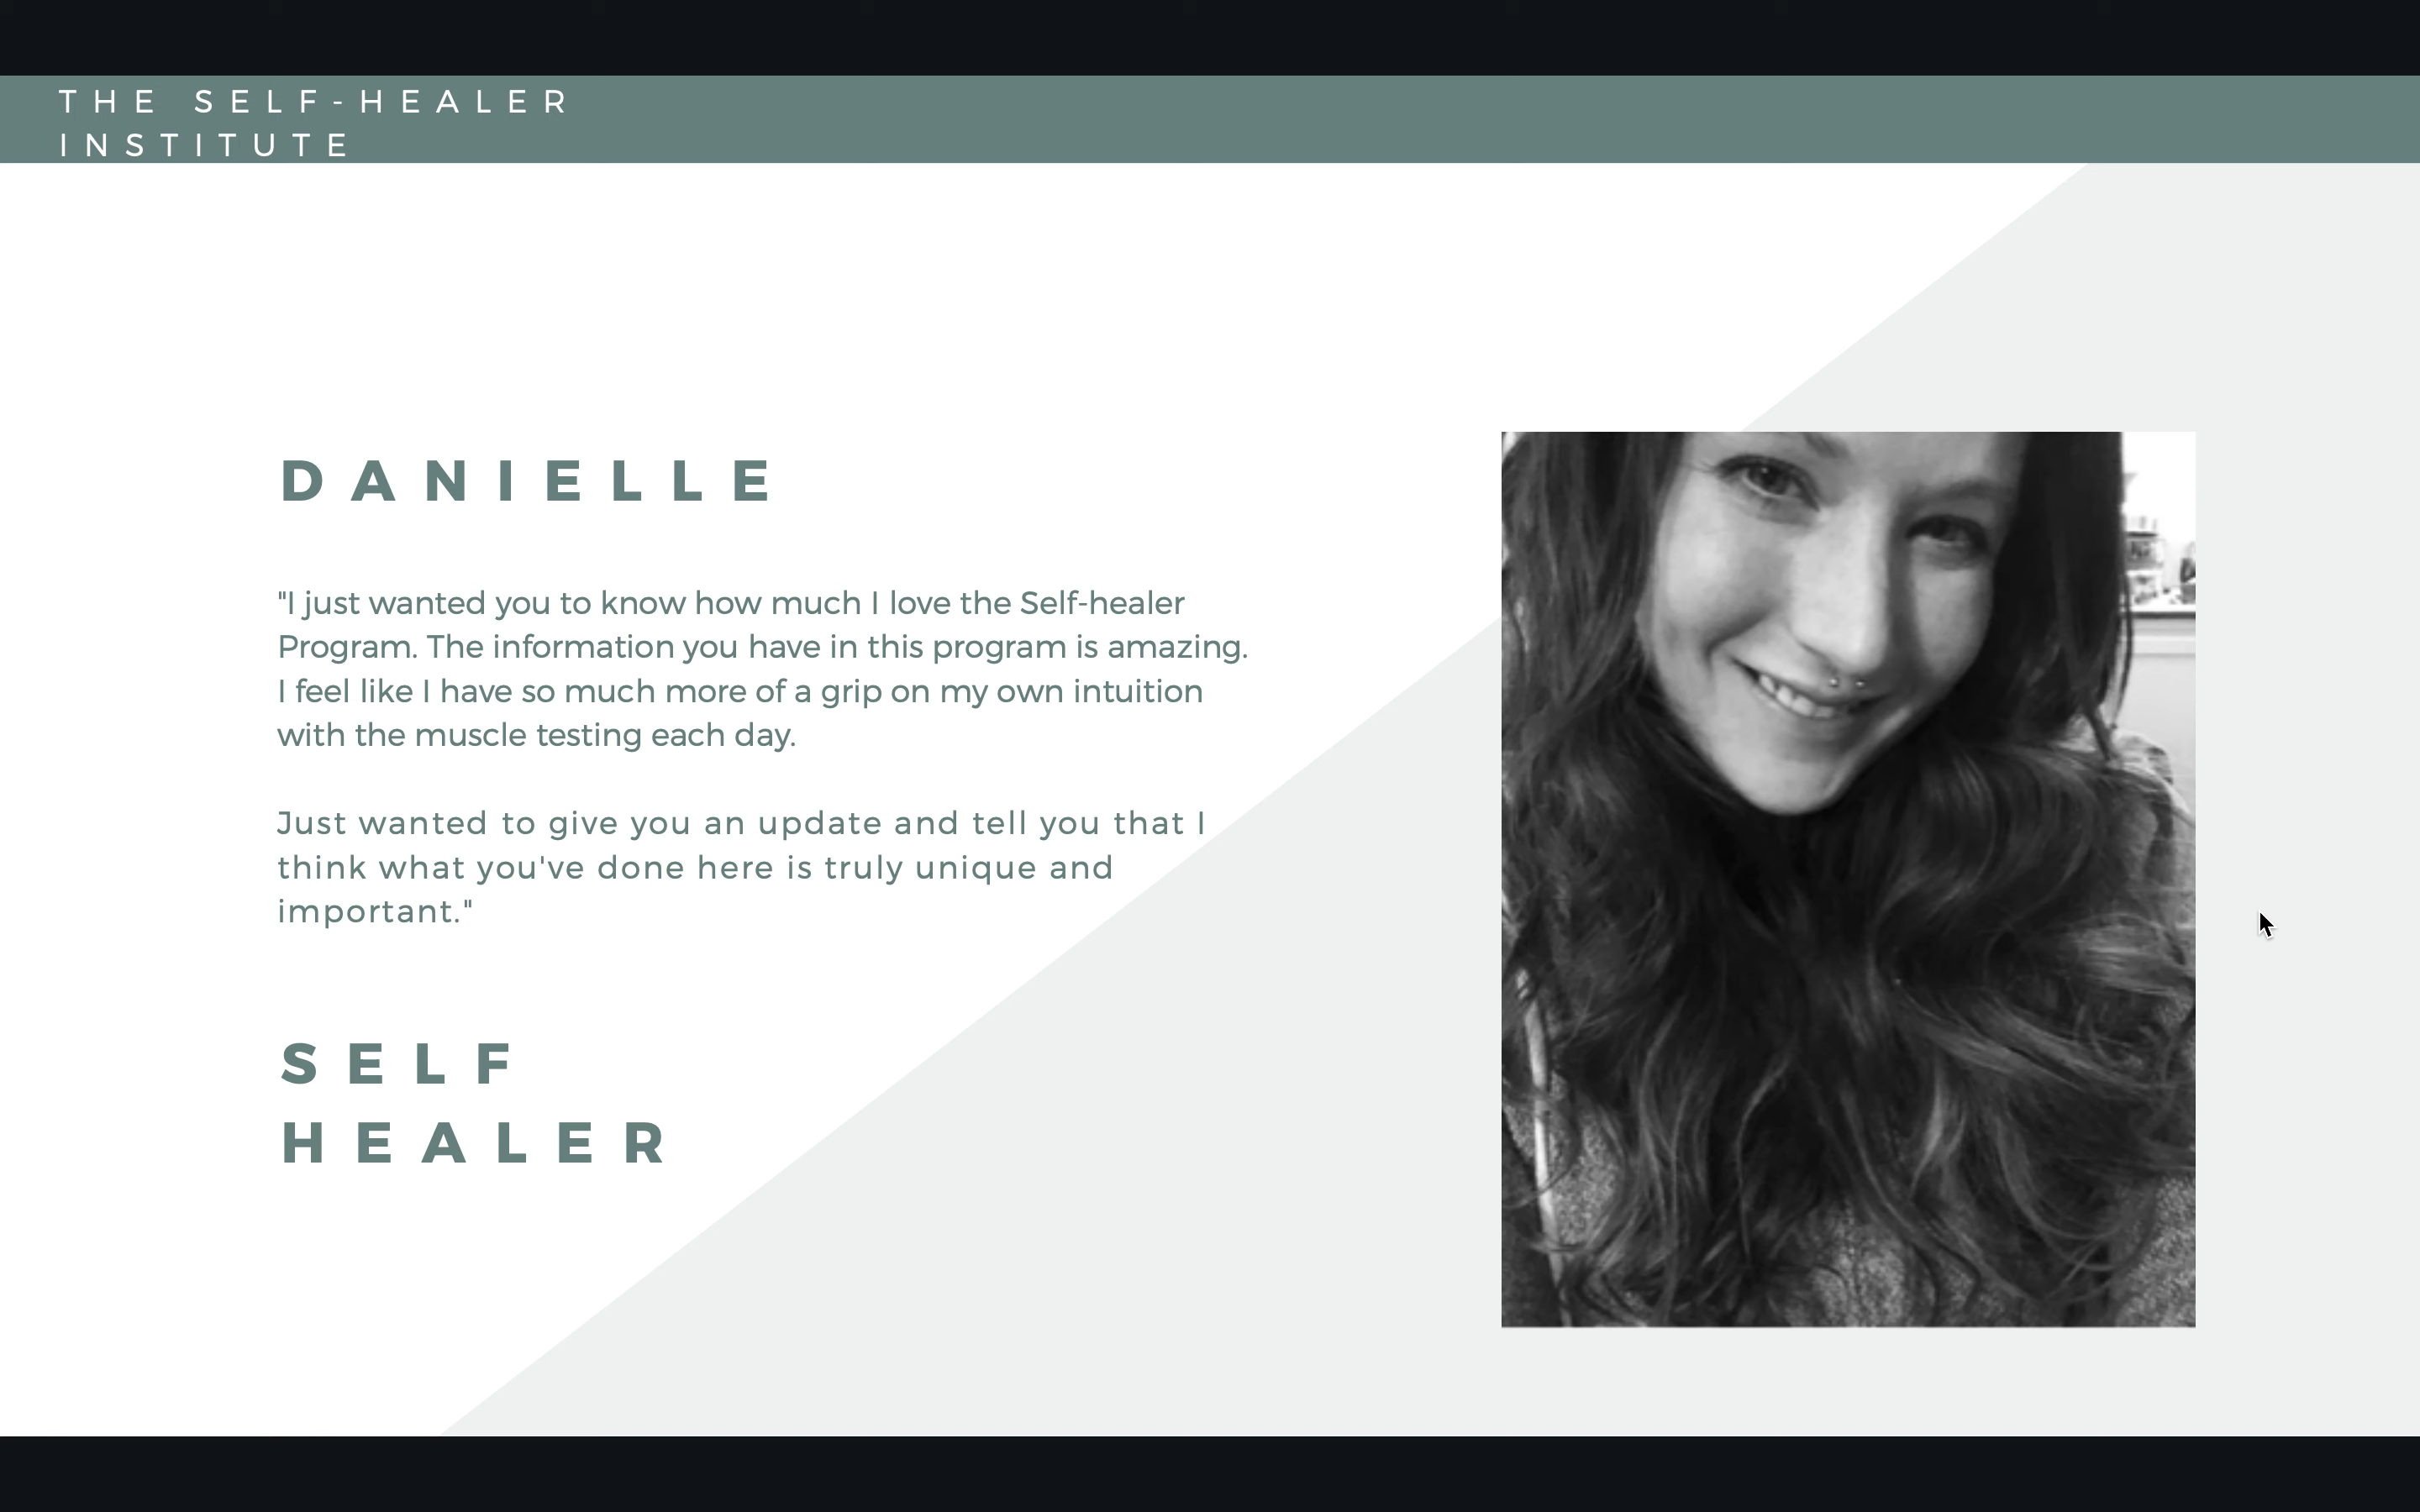 THE SELF-HEALER
INSTITUTE
DANIELLE
"I just wanted you to know how much I love the Self-healer
Program. The information you have in this program is amazing.
I feel like I have so much more of a grip on my own intuition
with the muscle testing each day.
Just wanted to give you an update and tell you that I
think what you've done here is truly unique and
important."
SELF
HEALER